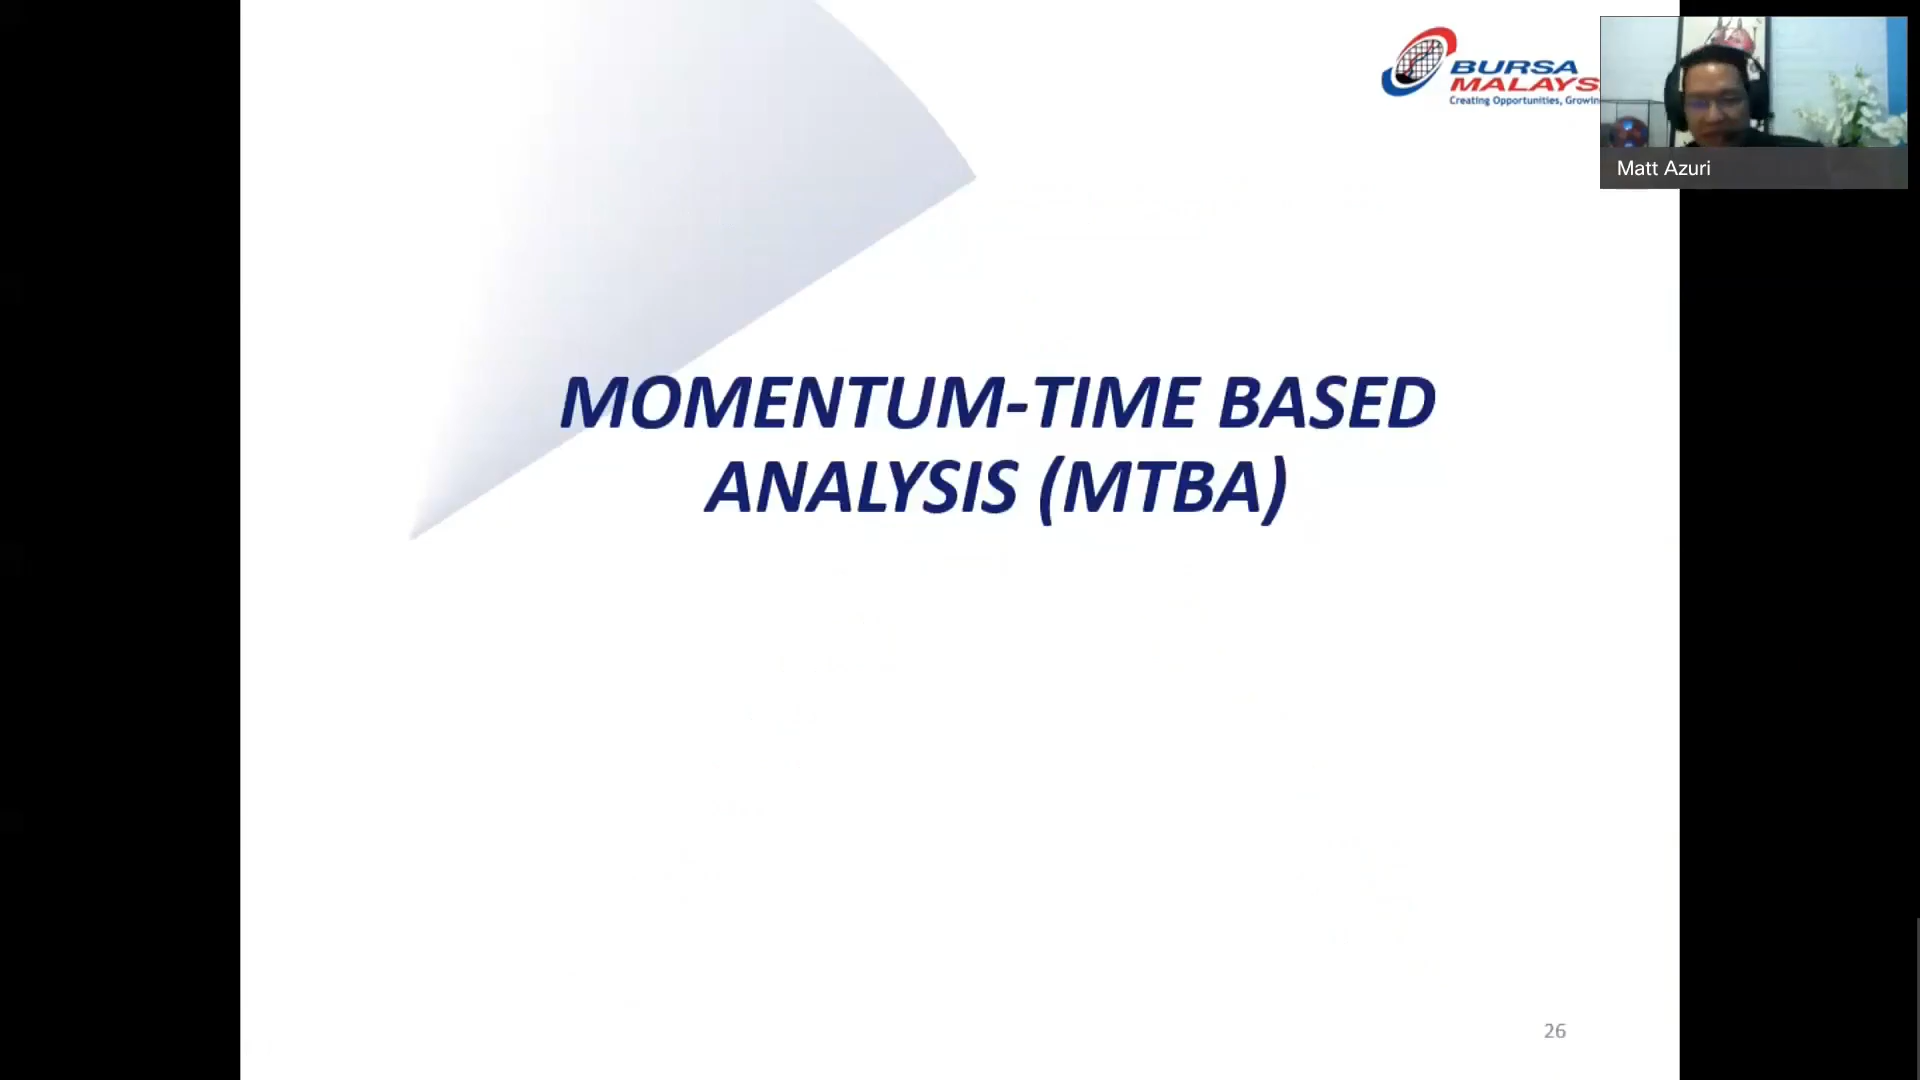 BURSA
MALAYS
Creating Opportunities, Growin
Matt Azuri
MOMENTUM-TIME BASED
ANALYSIS (MTBA)
26